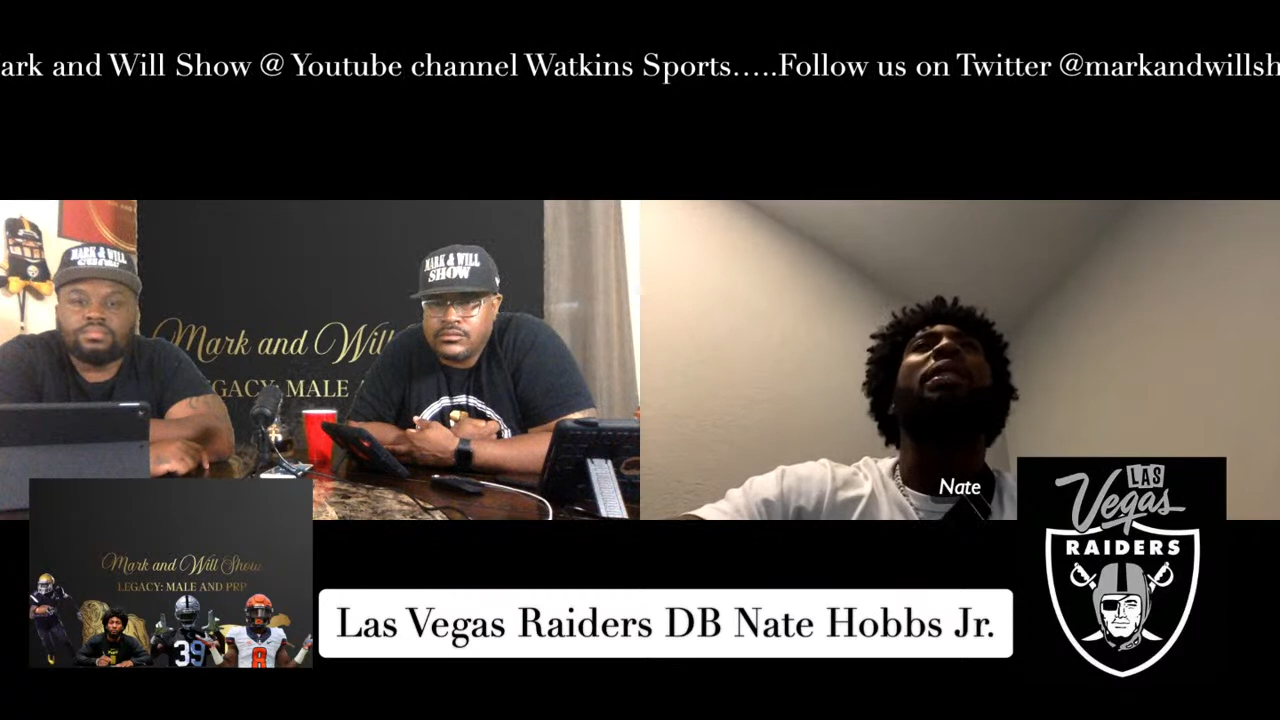 ark and Will Show @ Youtube channel Watkins Sports.....Follow us on Twitter @markandwillsh
MARK & WILL
SHOW
MARK & WILL
SHOW
Mark and Will
LEGACY: MALE
Nate
LAS
Vegas
RAIDERS
Mark and Will Show
LEGACY: MALE AND PRP
39
8
Las Vegas Raiders DB Nate Hobbs Jr.